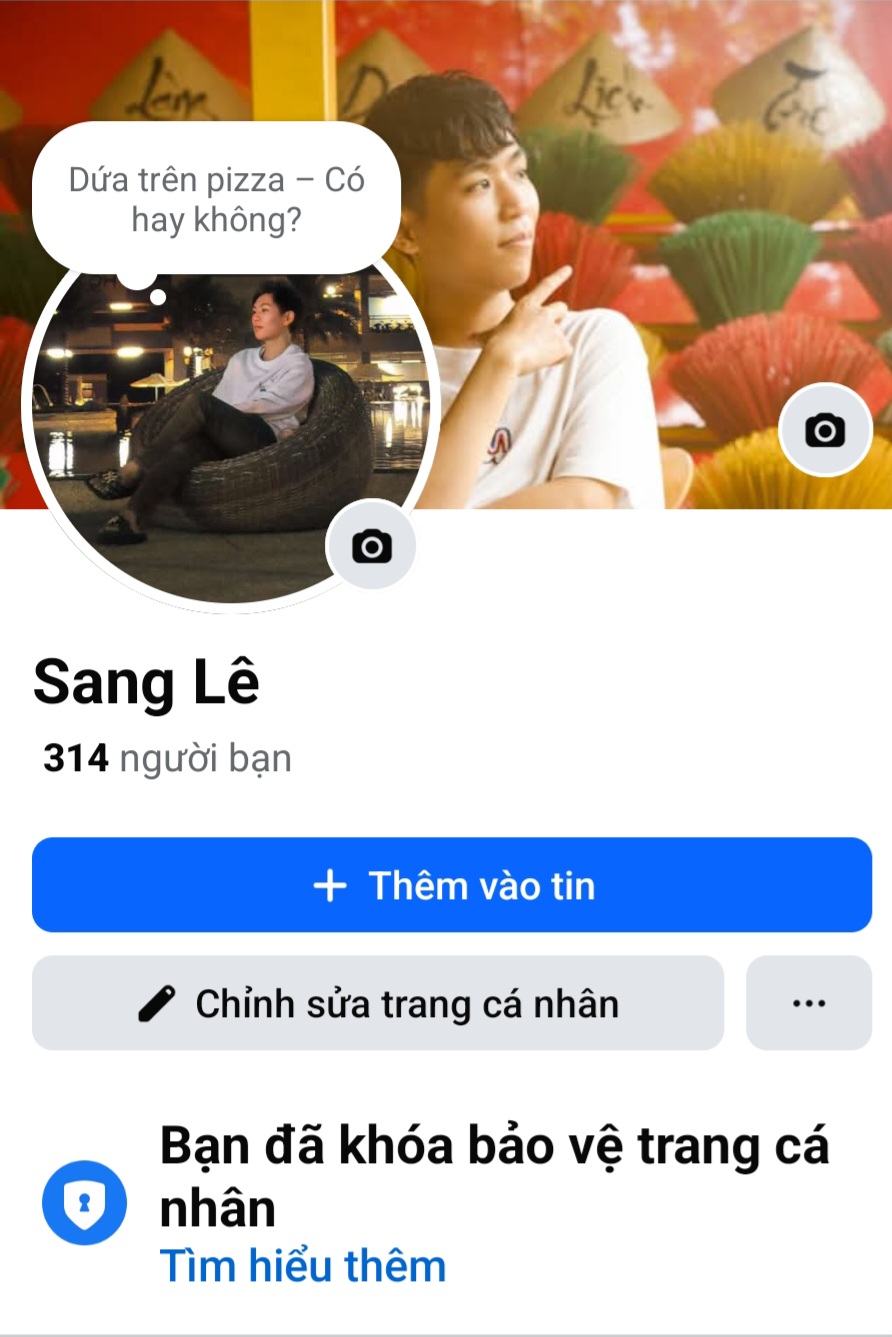 Làm
Dứa trên pizza – Có
hay không?
Sang Lê
314 người bạn
Thêm vào tin
Chỉnh sửa trang cá nhân
Bạn đã khóa bảo vệ trang cá
nhân
Tìm hiểu thêm